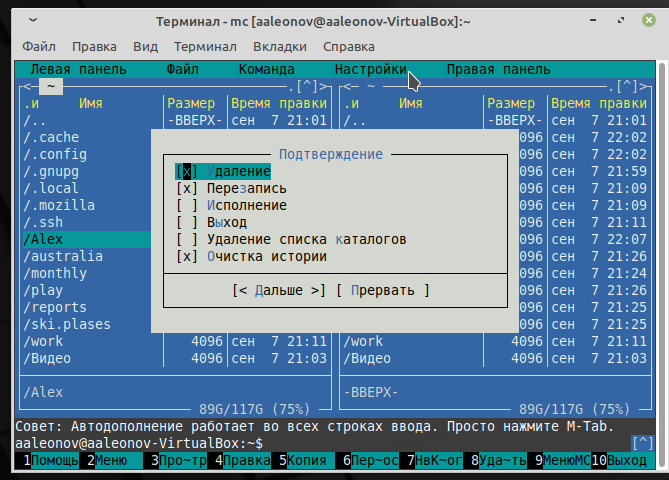 Терминал - mc [aaleonov@aaleonov-VirtualBox]:~
Файл Правка Вид Терминал Вкладки Справка
Левая панель Файл Команда Настройки Правая панель
<─ ~ .[^]> <─ ~ .[^]>
.и Имя Размер Время правки .и Имя Размер Время правки
/.. -ВВЕРХ- сен 7 21:01 /.. -ВВЕРХ- сен 7 21:01
/.cache 4096 сен 7 22:02
/.config 4096 сен 7 22:02
/.gnupg 4096 сен 7 21:59
/.local 4096 сен 7 21:09
/.mozilla 4096 сен 7 21:09
/.ssh 4096 сен 7 21:11
/Alex 4096 сен 7 22:07
/australia 4096 сен 7 21:26
/monthly 4096 сен 7 21:24
/play 4096 сен 7 21:26
/reports 4096 сен 7 21:25
/ski.plases 4096 сен 7 21:25
/work 4096 сен 7 21:11 /work 4096 сен 7 21:11
/Видео 4096 сен 7 21:03 /Видео 4096 сен 7 21:03
Подтверждение
[x] Удаление
[x] Перезапись
[ ] Исполнение
[ ] Выход
[ ] Удаление списка каталогов
[x] Очистка истории
[< Дальше >] [ Прервать ]
/Alex -ВВЕРХ-
89G/117G (75%) 89G/117G (75%)
Совет: Автодополнение работает во всех строках ввода. Просто нажмите M-Tab.
aaleonov@aaleonov-VirtualBox:~$ [^]
1Помощь 2Меню 3Про~тр 4Правка 5Копия 6Пер~ос 7НвК~ог 8Уда~ть 9МенюМС 10Выход